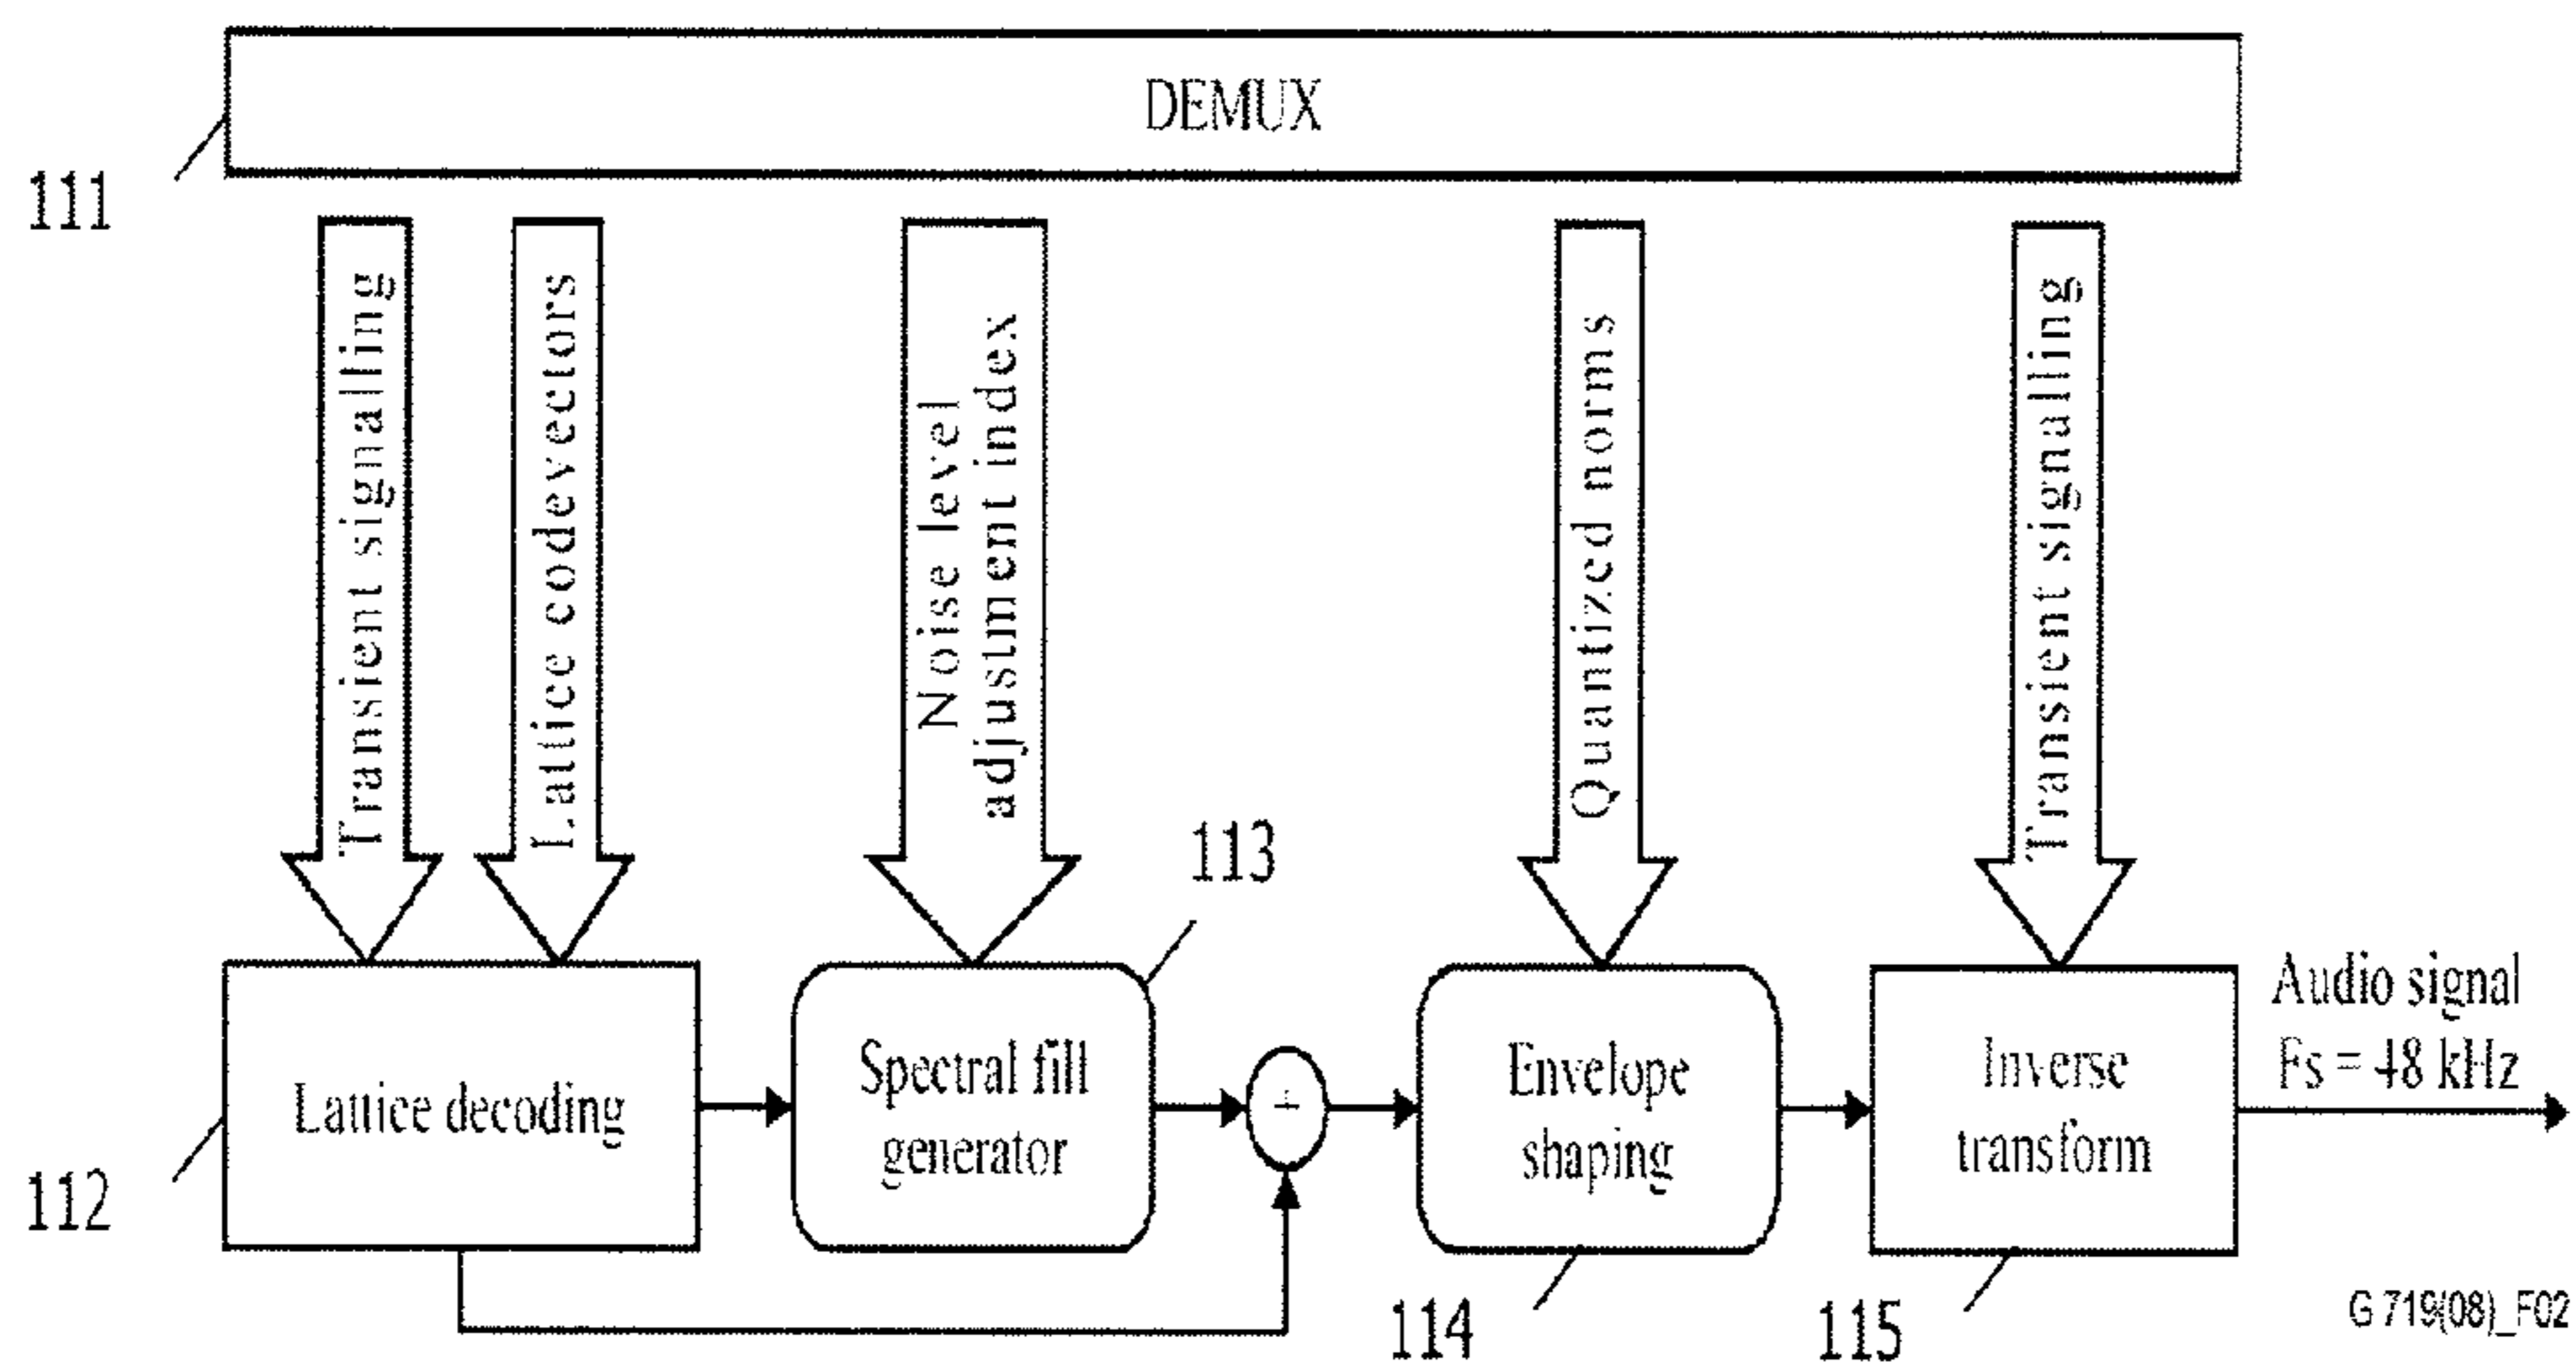 DEMUX
111
Transient signalling
Lattice codevectors
Noise level
adjustment index
Quantized norms
Transient signalling
113
Lattice decoding
Spectral fill
generator
+
Envelope
shaping
Inverse
transform
Audio signal
Fs = 48 kHz
112
114
115
G 719(08)_F02